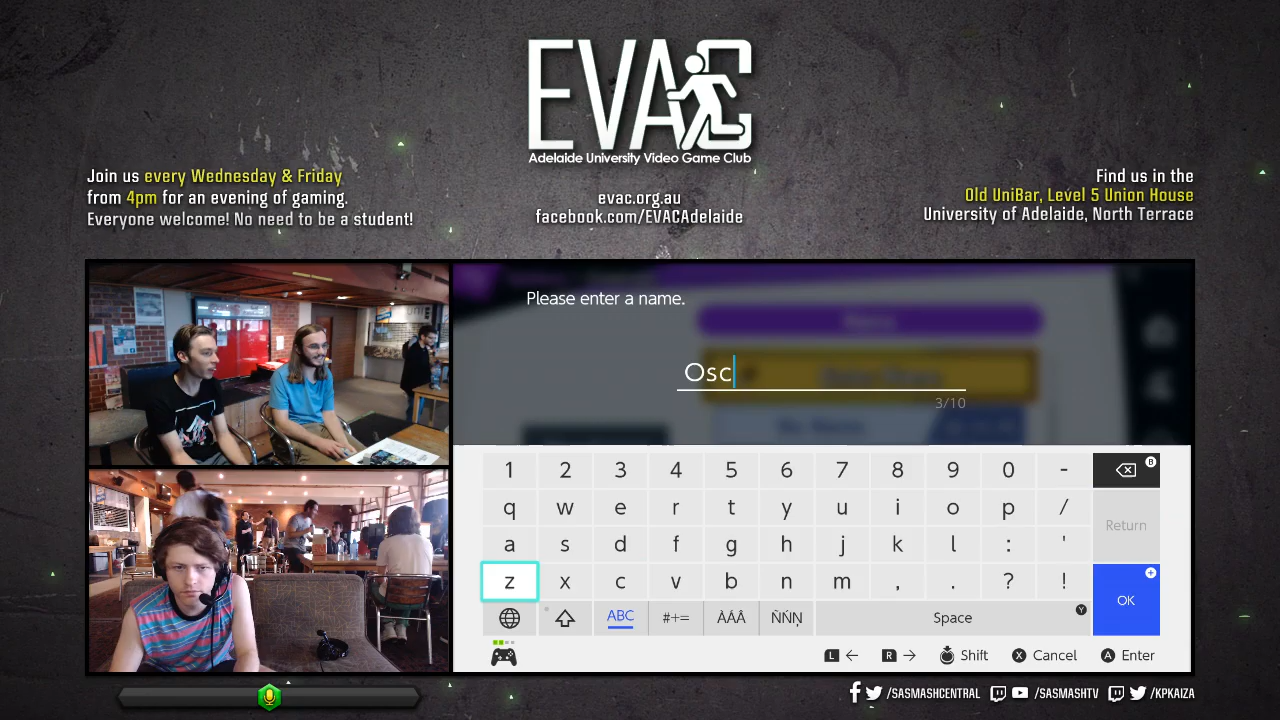 EVAC
Adelaide University Video Game Club
Join us every Wednesday & Friday
from 4pm for an evening of gaming.
Everyone welcome! No need to be a student!
evac.org.au
facebook.com/EVACAdelaide
Find us in the
Old UniBar, Level 5 Union House
University of Adelaide, North Terrace
Please enter a name.
Osc
3/10
1 2 3 4 5 6 7 8 9 0 -
q w e r t y u i o p / Return
a s d f g h j k l : '
z x c v b n m , . ? ! OK
ABC #+= ÀÁÂ ÑŃŅ Space Y
L ← R → Shift X Cancel A Enter
/SASMASHCENTRAL /SASMASHTV /KPKAIZA